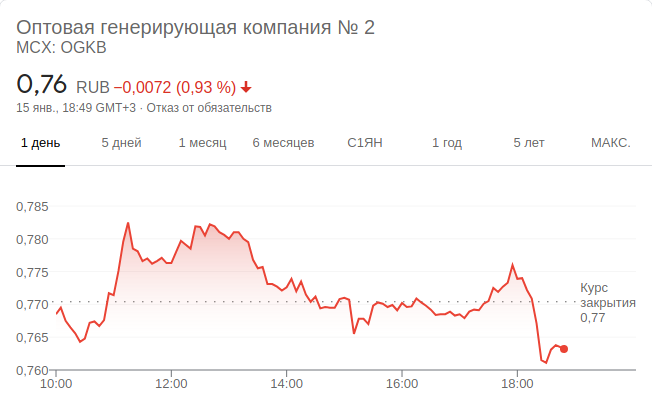 Оптовая генерирующая компания № 2
MCX: OGKB
0,76 RUB −0,0072 (0,93 %)
15 янв., 18:49 GMT+3 · Отказ от обязательств
1 день 5 дней 1 месяц 6 месяцев С1ЯН 1 год 5 лет МАКС.
0,785
0,780
0,775
0,770
0,765
0,760
Курс
закрытия
0,77
10:00 12:00 14:00 16:00 18:00